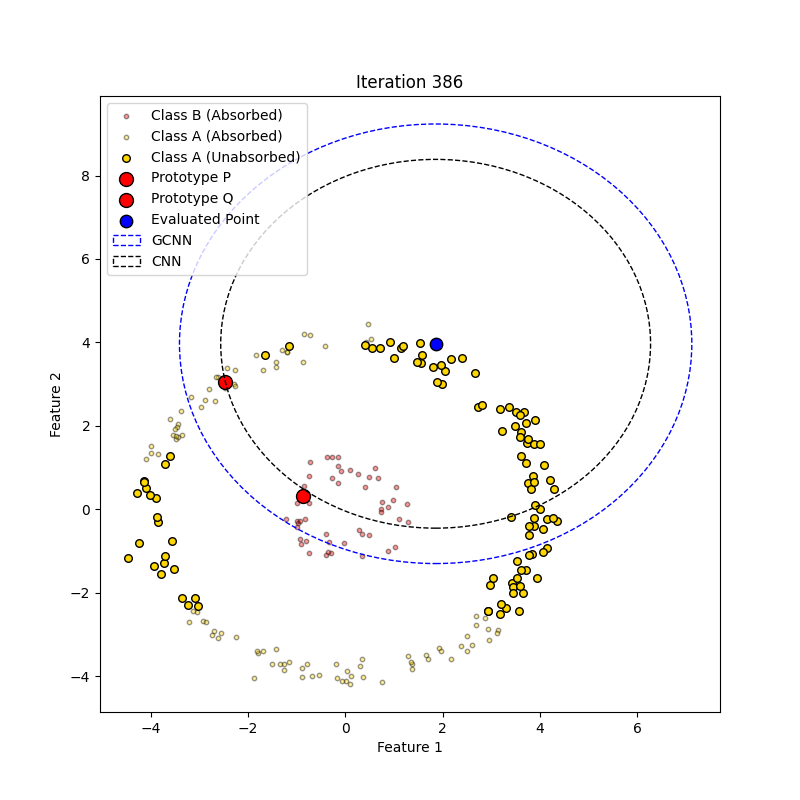 Iteration 386
Class B (Absorbed)
Class A (Absorbed)
Class A (Unabsorbed)
Prototype P
Prototype Q
Evaluated Point
GCNN
CNN
Feature 2
8
6
4
2
0
−2
−4
−4
−2
0
2
4
6
Feature 1